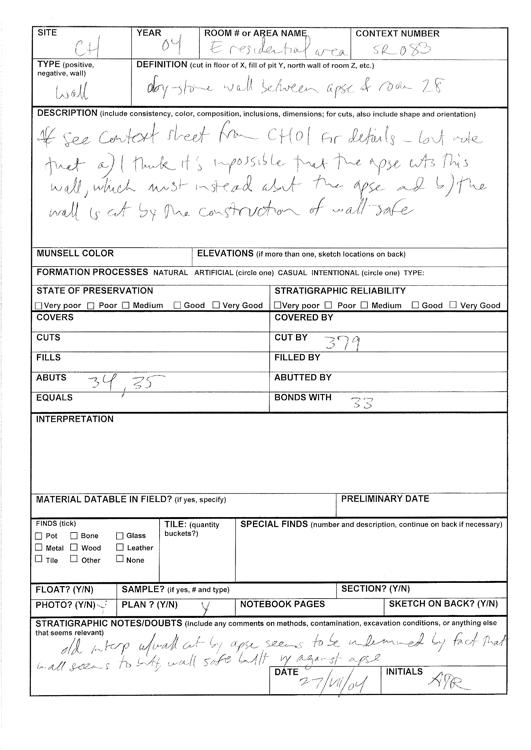 SITE CH YEAR 04 ROOM # or AREA NAME E residential area CONTEXT NUMBER SR 083
TYPE (positive, negative, wall) wall DEFINITION (cut in floor of X, fill of pit Y, north wall of room Z, etc.) dry-stone wall between apse & room 28
DESCRIPTION (include consistency, color, composition, inclusions, dimensions; for cuts, also include shape and orientation)
* see Context sheet from CH01 for details - but note
that a) I think it's impossible that the apse cuts this
wall, which must instead abut the apse and b) the
wall is cut by the construction of wall-safe
MUNSELL COLOR ELEVATIONS (if more than one, sketch locations on back)
FORMATION PROCESSES NATURAL ARTIFICIAL (circle one) CASUAL INTENTIONAL (circle one) TYPE:
STATE OF PRESERVATION STRATIGRAPHIC RELIABILITY
Very poor Poor Medium Good Very Good Very poor Poor Medium Good Very Good
COVERS COVERED BY
CUTS CUT BY 379
FILLS FILLED BY
ABUTS 34, 35 ABUTTED BY
EQUALS BONDS WITH 33
INTERPRETATION
MATERIAL DATABLE IN FIELD? (if yes, specify) PRELIMINARY DATE
FINDS (tick) TILE: (quantity buckets?) SPECIAL FINDS (number and description, continue on back if necessary)
Pot Bone Glass
Metal Wood Leather
Tile Other None
FLOAT? (Y/N) SAMPLE? (if yes, # and type) SECTION? (Y/N)
PHOTO? (Y/N) PLAN ? (Y/N) Y NOTEBOOK PAGES SKETCH ON BACK? (Y/N)
STRATIGRAPHIC NOTES/DOUBTS (include any comments on methods, contamination, excavation conditions, or anything else
that seems relevant)
old interp wall cut by apse seems to be by fact that
wall seems to wall safe built up against apse
DATE 27/VII/04 INITIALS